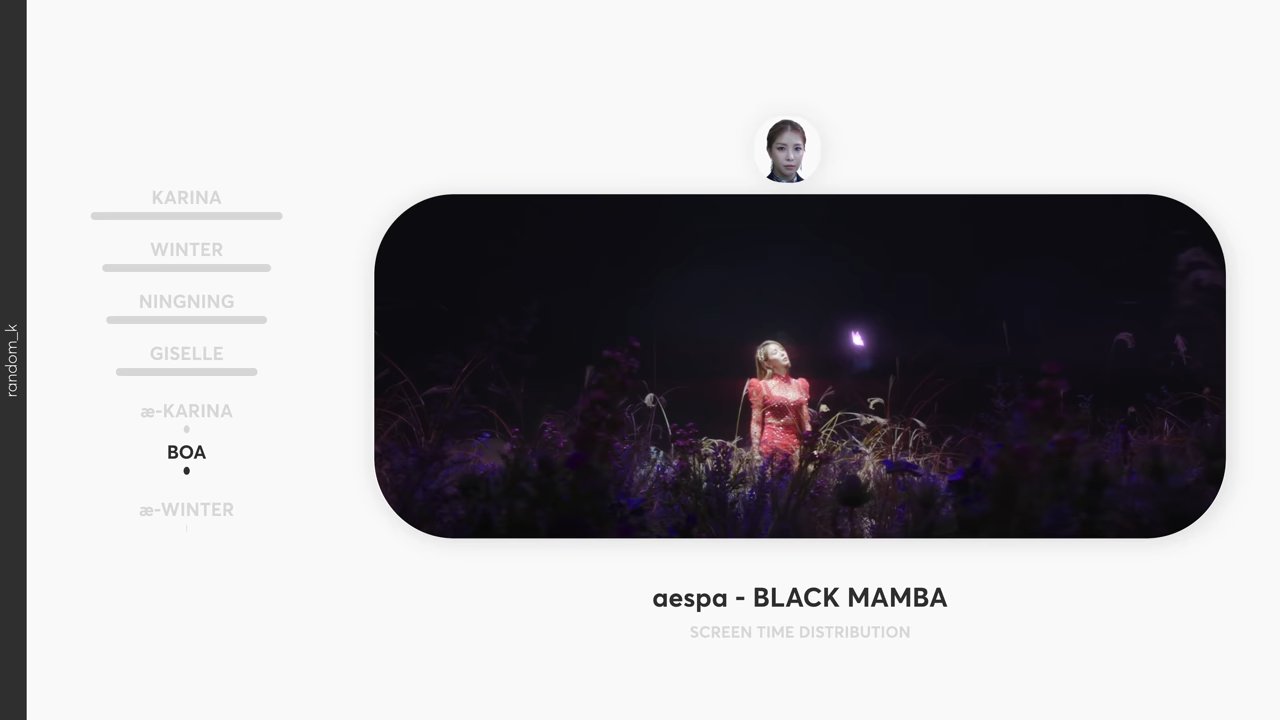 random_k
KARINA
WINTER
NINGNING
GISELLE
æ-KARINA
BOA
æ-WINTER
aespa - BLACK MAMBA
SCREEN TIME DISTRIBUTION